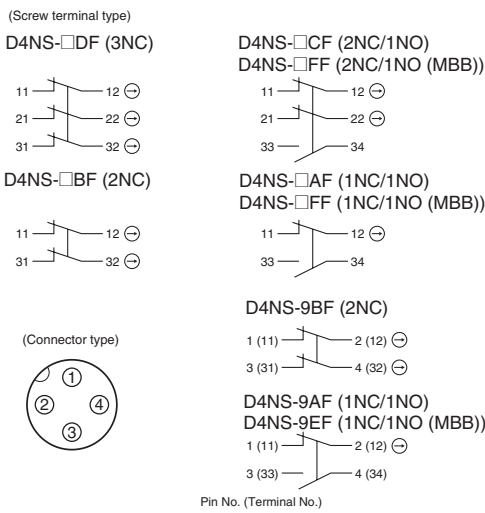 (Screw terminal type)
D4NS-□DF (3NC)
11 12 ⊖
21 22 ⊖
31 32 ⊖
D4NS-□CF (2NC/1NO)
D4NS-□FF (2NC/1NO (MBB))
11 12 ⊖
21 22 ⊖
33 34
D4NS-□BF (2NC)
11 12 ⊖
31 32 ⊖
D4NS-□AF (1NC/1NO)
D4NS-□FF (1NC/1NO (MBB))
11 12 ⊖
33 34
(Connector type)
①
② ④
③
D4NS-9BF (2NC)
1 (11) 2 (12) ⊖
3 (31) 4 (32) ⊖
D4NS-9AF (1NC/1NO)
D4NS-9EF (1NC/1NO (MBB))
1 (11) 2 (12) ⊖
3 (33) 4 (34)
Pin No. (Terminal No.)